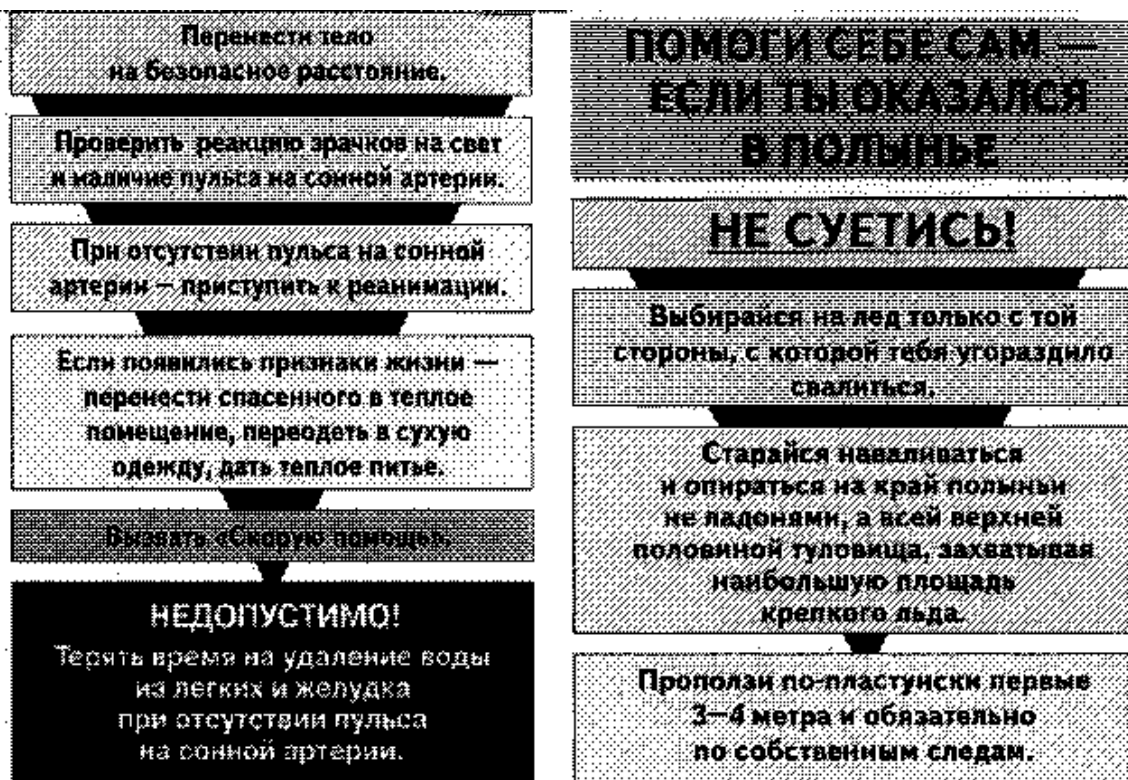 Перенести тело
на безопасное расстояние.
Проверить реакцию зрачков на свет
и наличие пульса на сонной артерии.
При отсутствии пульса на сонной
артерии — приступить к реанимации.
Если появились признаки жизни —
перенести спасенного в теплое
помещение, переодеть в сухую
одежду, дать теплое питье.
Вызвать «Скорую помощь».
НЕДОПУСТИМО!
Терять время на удаление воды
из легких и желудка
при отсутствии пульса
на сонной артерии.
ПОМОГИ СЕБЕ САМ —
ЕСЛИ ТЫ ОКАЗАЛСЯ
В ПОЛЫНЬЕ
НЕ СУЕТИСЬ!
Выбирайся на лед только с той
стороны, с которой тебя угораздило
свалиться.
Старайся наваливаться
и опираться на край полыньи
не ладонями, а всей верхней
половиной туловища, захватывая
наибольшую площадь
крепкого льда.
Проползи по-пластунски первые
3—4 метра и обязательно
по собственным следам.